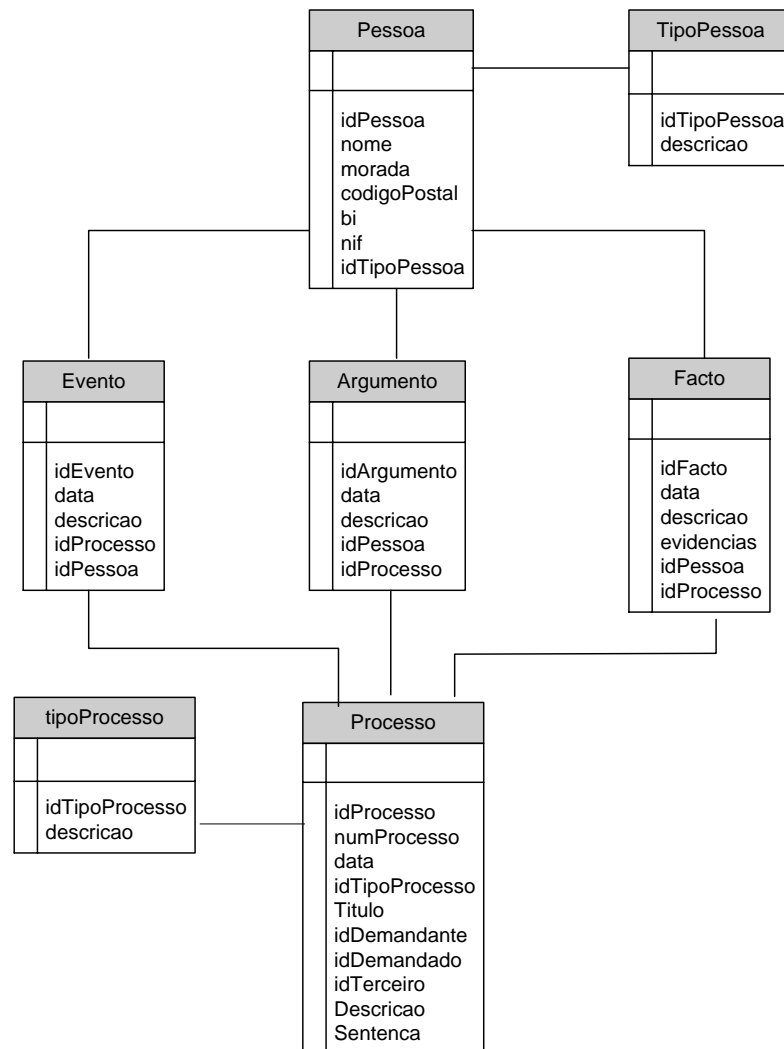 Pessoa
idPessoa
nome
morada
codigoPostal
bi
nif
idTipoPessoa
TipoPessoa
idTipoPessoa
descricao
Evento
idEvento
data
descricao
idProcesso
idPessoa
Argumento
idArgumento
data
descricao
idPessoa
idProcesso
Facto
idFacto
data
descricao
evidencias
idPessoa
idProcesso
tipoProcesso
idTipoProcesso
descricao
Processo
idProcesso
numProcesso
data
idTipoProcesso
Titulo
idDemandante
idDemandado
idTerceiro
Descricao
Sentenca